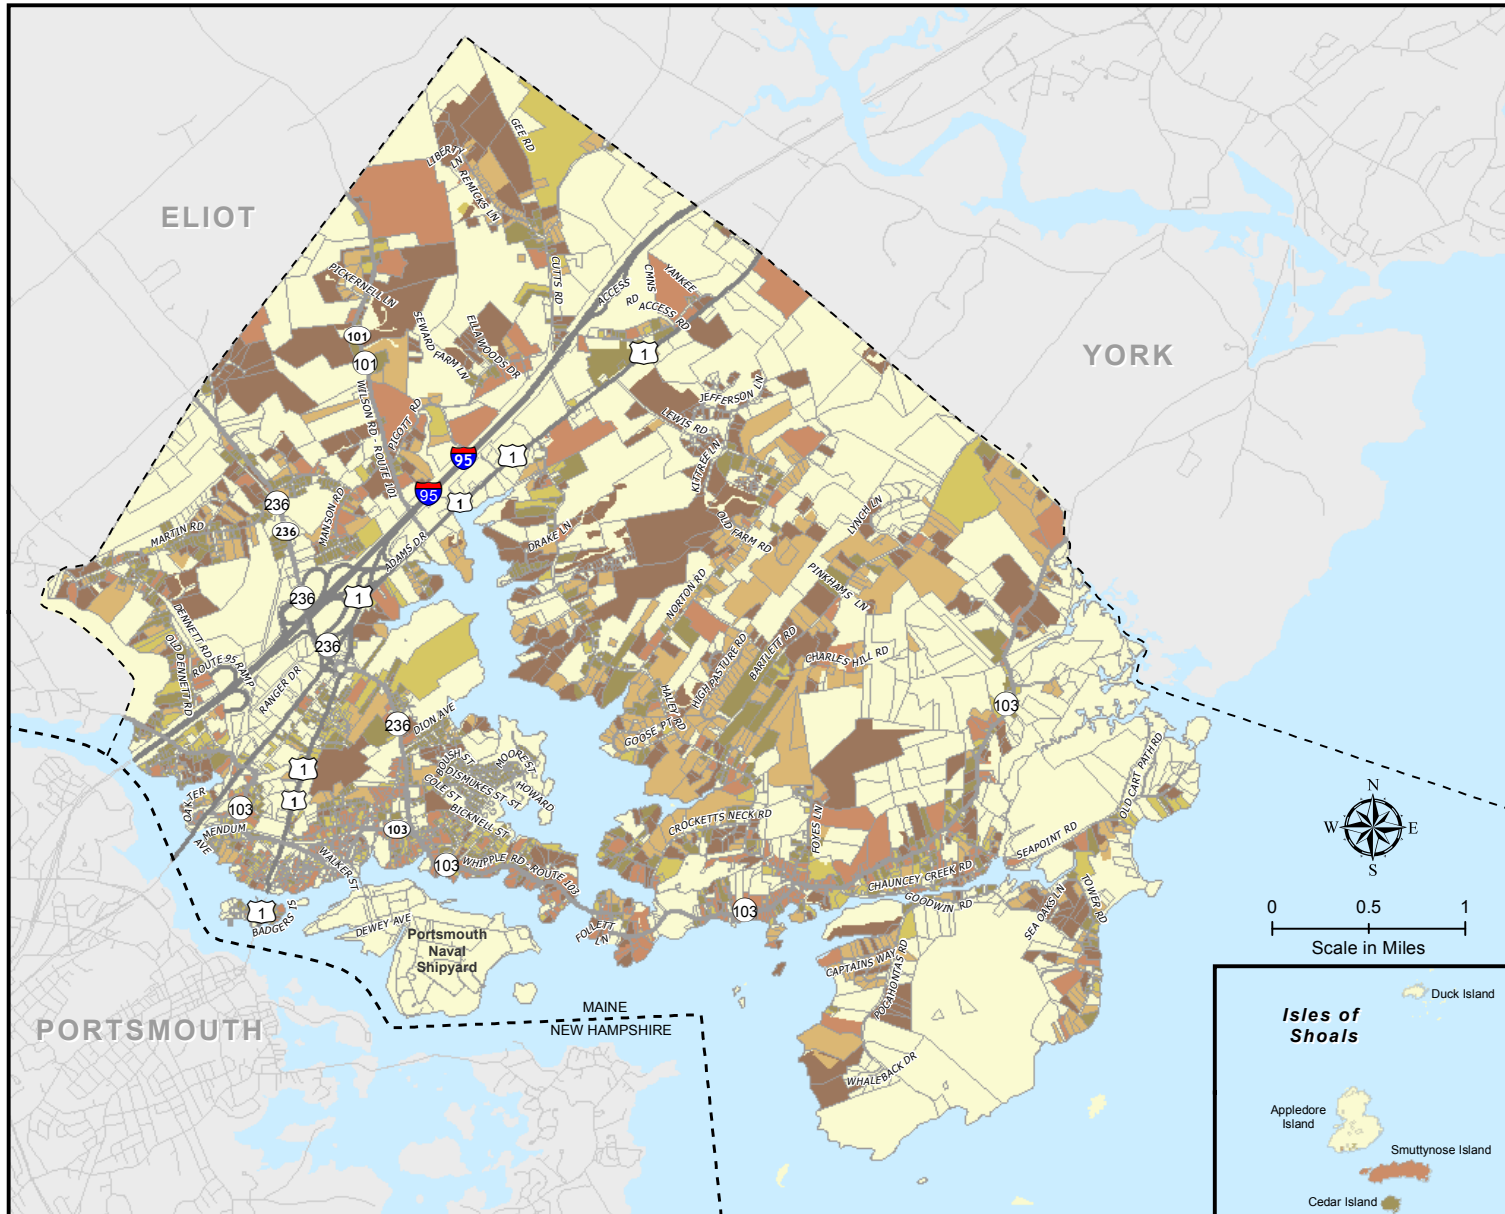 GEE RD
LIBERTY
LN
REMICKS LN
ELIOT
CUTTS RD
PICKERNELL LN
ACCESS
RD
CMNS
YANKEE
ACCESS RD
101
101
SEWARD
FARM LN
EILLAWOODS DR
1
YORK
WILSON RD - ROUTE 101
PICOTT RD
JEFFERSON LN
LEWIS RD
KITTREE LN
95
1
95
1
236
236
MANSON RD
MARTIN RD
ADAMS DR
DRAKE LN
OLD FARM RD
LYNCH LN
PINKHAMS LN
NORTON RD
236
1
236
DENNETT RD
OLD DENNETT RD
ROUTE 95 RAMP
RANGER DR
BARTLETT RD
HIGH PASTURE RD
CHARLES HILL RD
HALEY RD
GOOSE PT
103
236
DION AVE
BOUSH ST
MOORE ST
DISMUKES ST
ST
HOWARD
COLE ST
BICKNELL ST
1
1
OAK TER
103
MENDUM
AVE
103
WALKER ST
103
WHIPPLE RD - ROUTE 103
CROCKETTS NECK RD
FOYES LN
OLD CART PATH RD
SEAPOINT RD
CHAUNCEY CREEK RD
GOODWIN RD
SEA OAKS LN
TOWER RD
N
W
E
S
0
0.5
1
Scale in Miles
1
BADGERS IS
DEWEY AVE
Portsmouth
Naval
Shipyard
FOLLETT
LN
103
CAPTAINS WAY
POCAHONTAS RD
WHALEBACK DR
PORTSMOUTH
MAINE
NEW HAMPSHIRE
Isles of
Shoals
Duck Island
Appledore
Island
Smuttynose Island
Cedar Island